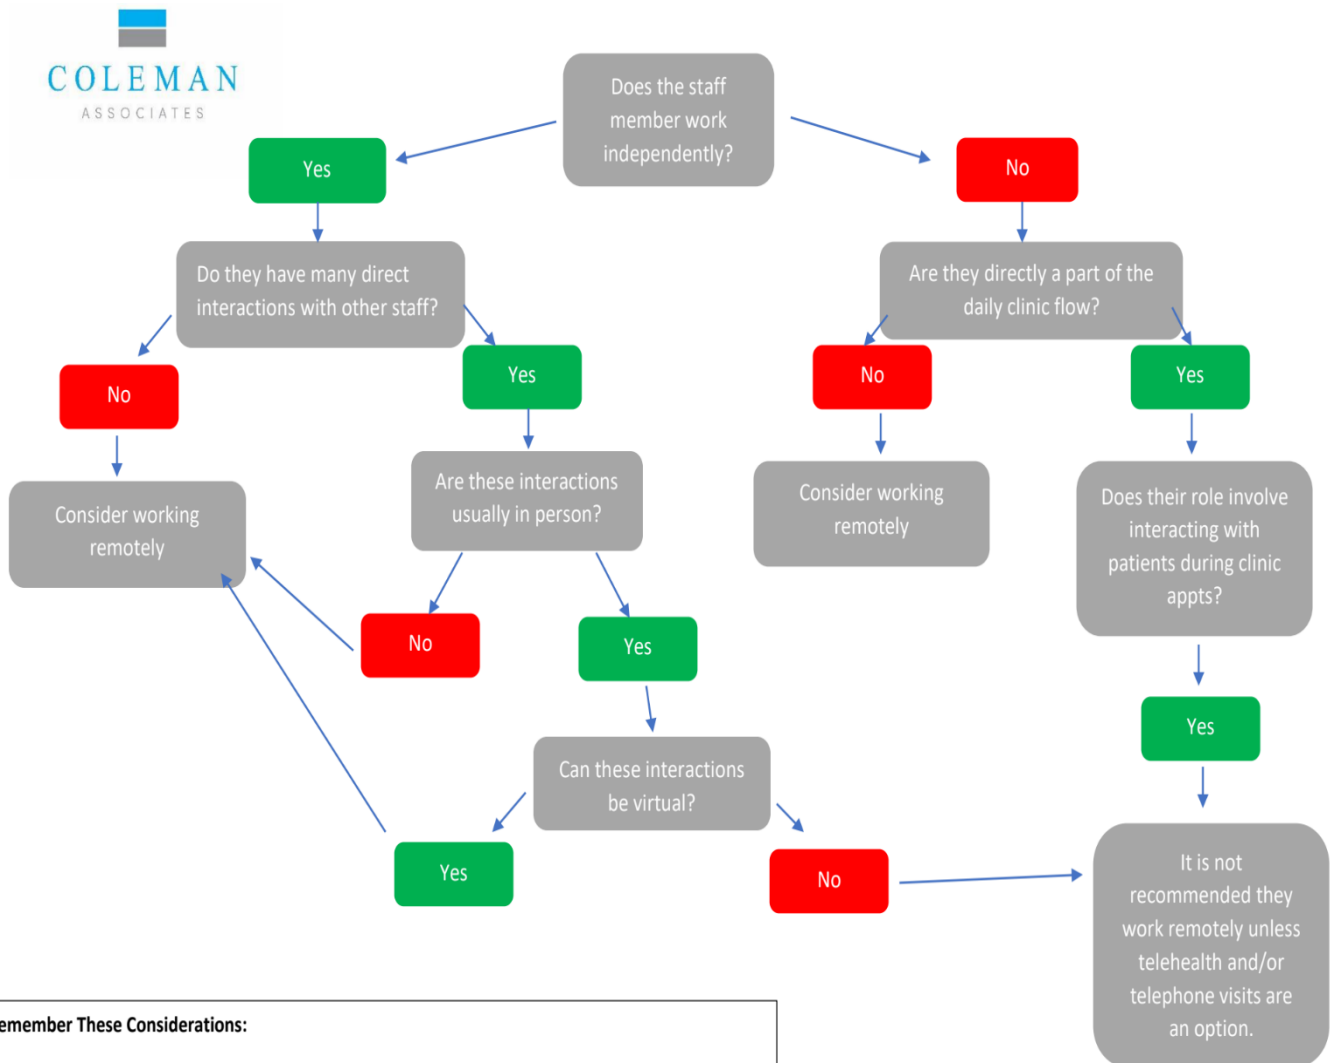 COLEMAN
ASSOCIATES
Does the staff
member work
independently?
Yes
No
Do they have many direct
interactions with other staff?
Are they directly a part of the
daily clinic flow?
No
Yes
No
Yes
Consider working
remotely
Are these interactions
usually in person?
Consider working
remotely
Does their role involve
interacting with
patients during clinic
appts?
No
Yes
Yes
Can these interactions
be virtual?
Yes
No
It is not
recommended they
work remotely unless
telehealth and/or
telephone visits are
an option.
emember These Considerations: